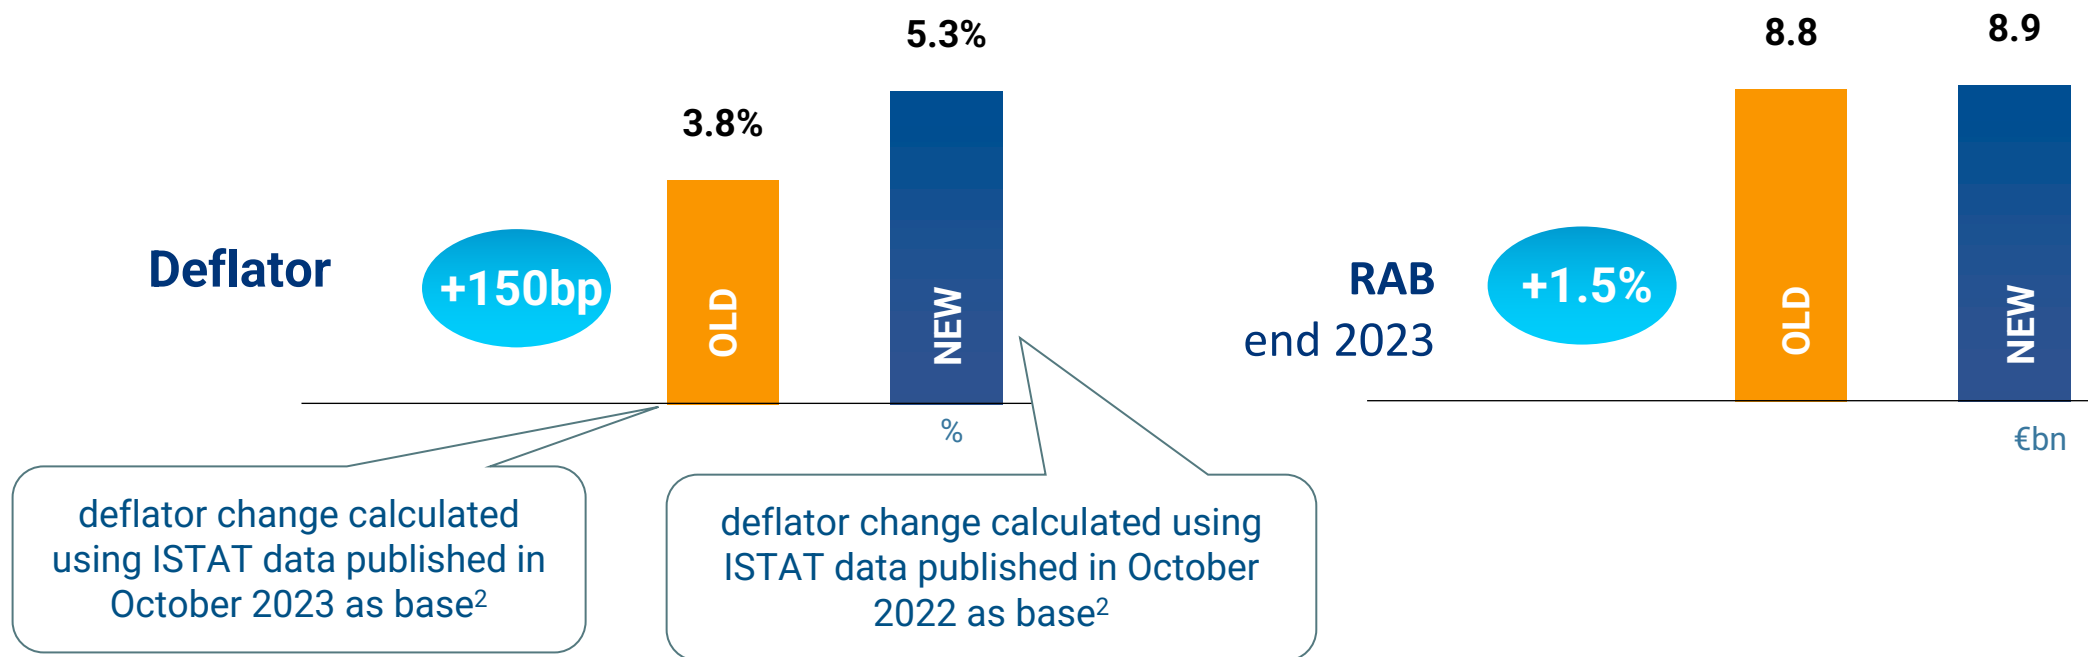 Deflator
+150bp
3.8%
OLD
5.3%
NEW
%
deflator change calculated
using ISTAT data published in
October 2023 as base²
deflator change calculated using
ISTAT data published in October
2022 as base²
RAB
end 2023
+1.5%
8.8
OLD
8.9
NEW
€bn